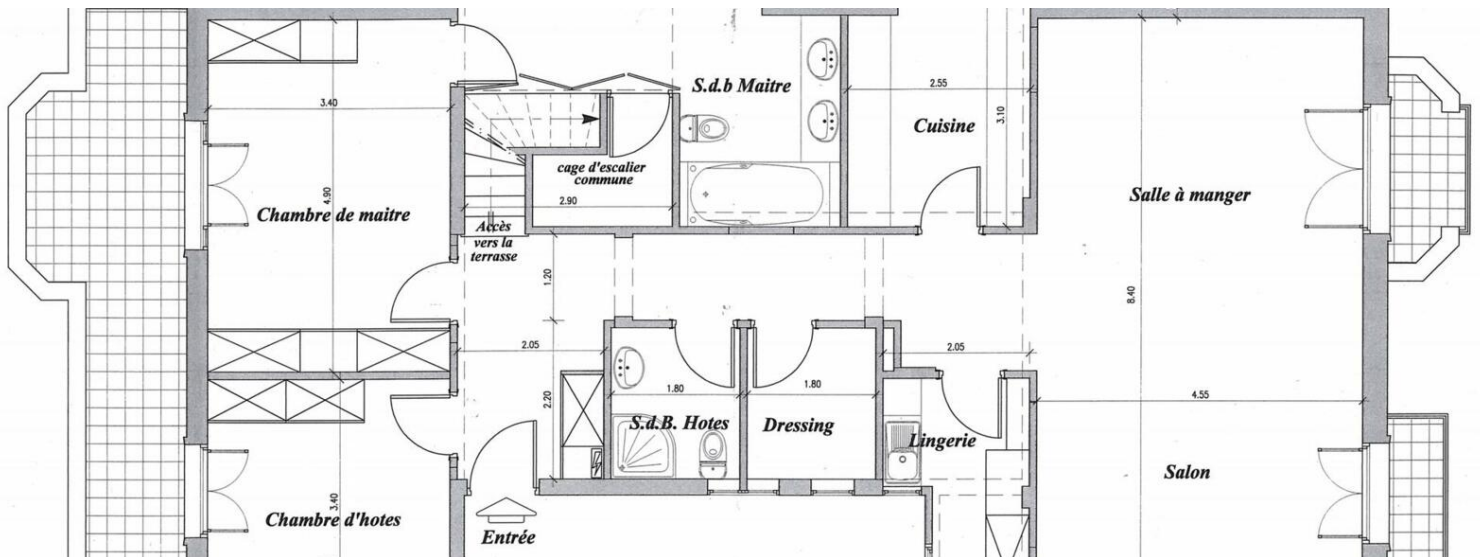 3.40
4.90
Chambre de maitre
S.d.b Maitre
cage d'escalier
commune
2.90
Accès
vers la
terrasse
2.55
3.10
Cuisine
Salle à manger
8.40
1.20
2.05
2.20
1.80
S.d.B. Hotes
1.80
Dressing
2.05
Lingerie
4.55
Salon
3.40
Chambre d'hotes
Entrée